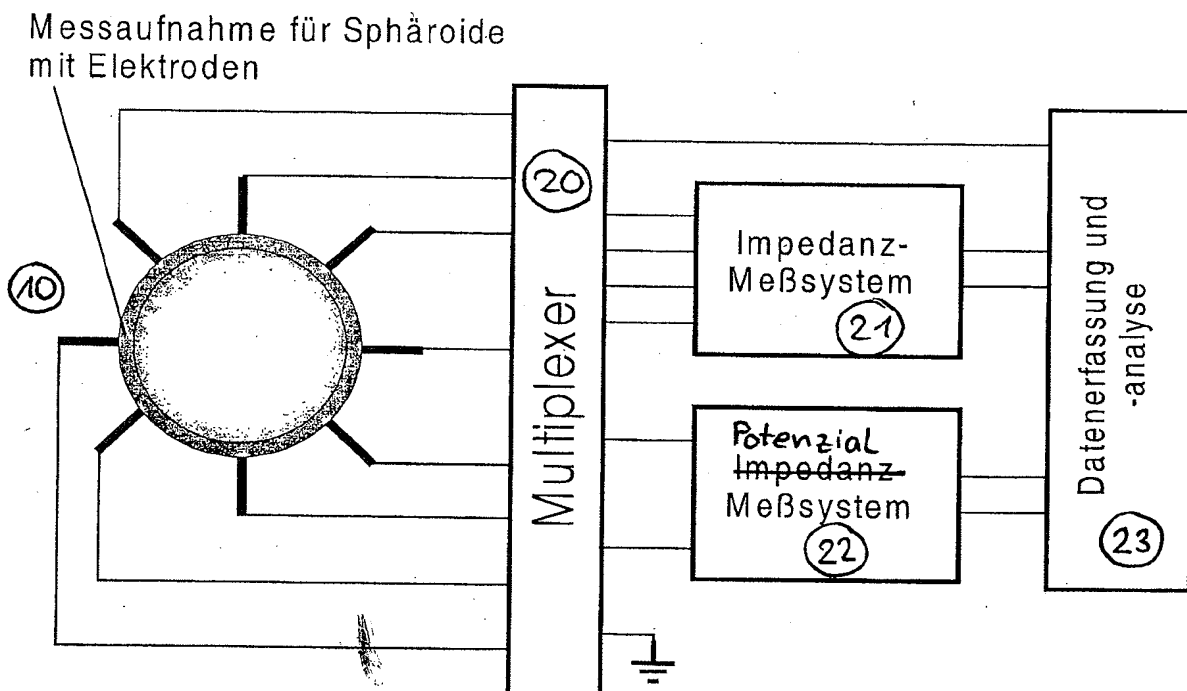 Messaufnahme für Sphäroide
mit Elektroden
10
20
Multiplexer
Impedanz-
Meßsystem
21
Potenzial
Impedanz-
Meßsystem
22
Datenerfassung und
-analyse
23